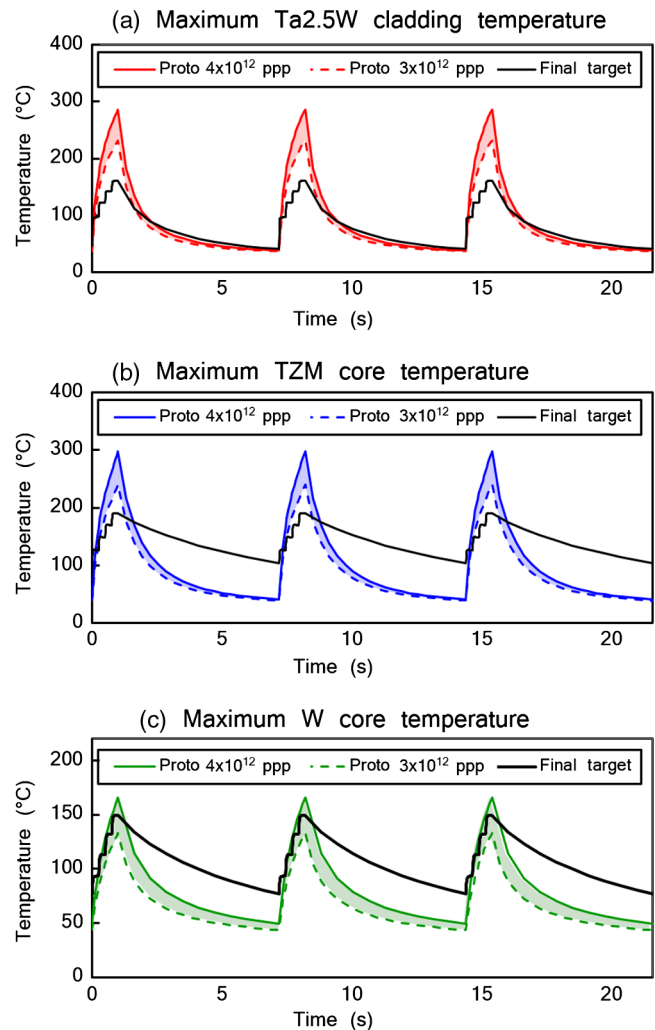 (a) Maximum Ta2.5W cladding temperature
400
Proto 4x10¹² ppp Proto 3x10¹² ppp Final target
300
200
100
0
Temperature (°C)
0 5 10 15 20
Time (s)
(b) Maximum TZM core temperature
400
Proto 4x10¹² ppp Proto 3x10¹² ppp Final target
300
200
100
0
Temperature (°C)
0 5 10 15 20
Time (s)
(c) Maximum W core temperature
200
Proto 4x10¹² ppp Proto 3x10¹² ppp Final target
150
100
50
0
Temperature (°C)
0 5 10 15 20
Time (s)